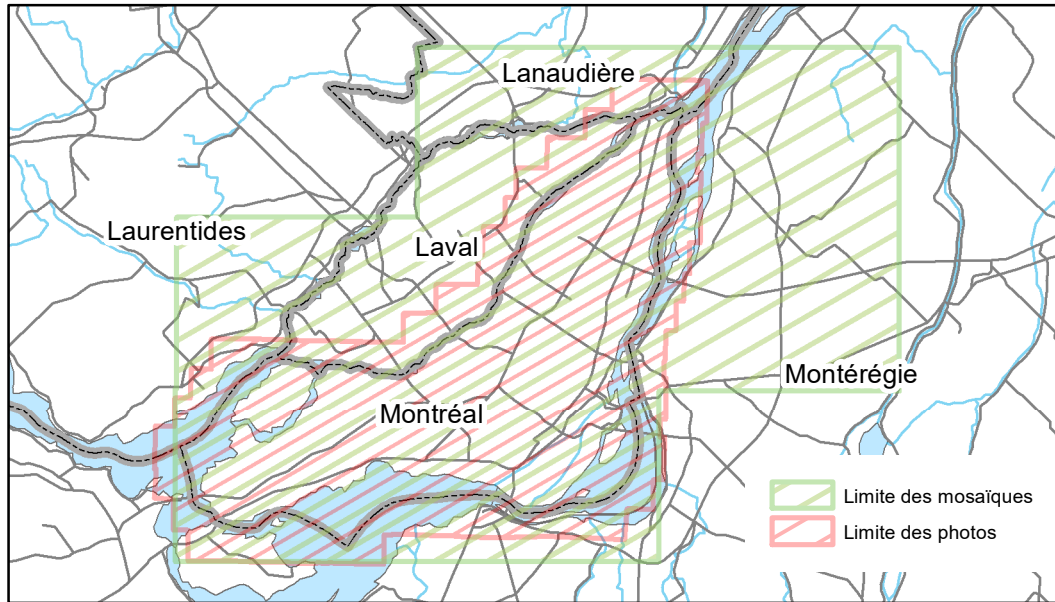 Lanaudière
Laurentides
Laval
Montérégie
Montréal
Limite des mosaïques
Limite des photos